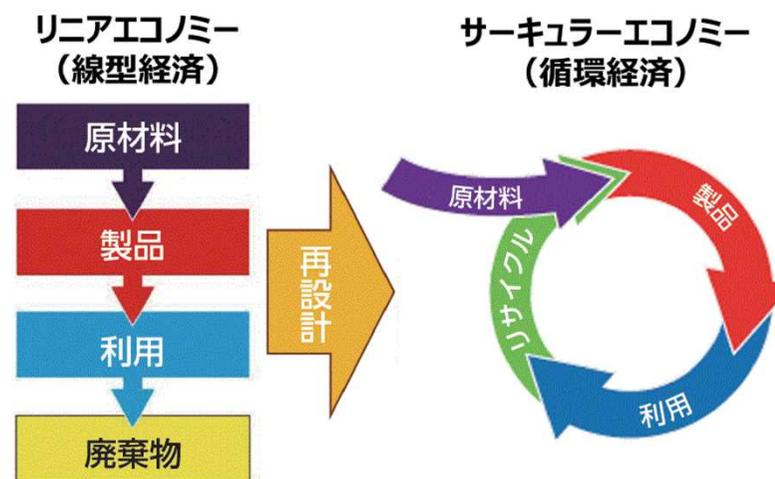 リニアエコノミー
（線型経済）
原材料
製品
利用
廃棄物
再設計
サーキュラーエコノミー
（循環経済）
原材料
製品
利用
リサイクル